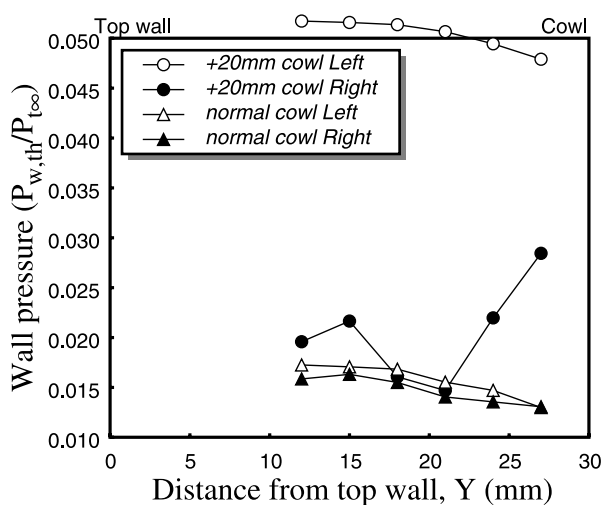 Top wall
Cowl
0.050
0.045
0.040
0.035
0.030
0.025
0.020
0.015
0.010
Wall pressure (P_w,th/P_t∞)
+20mm cowl Left
+20mm cowl Right
normal cowl Left
normal cowl Right
0 5 10 15 20 25 30
Distance from top wall, Y (mm)